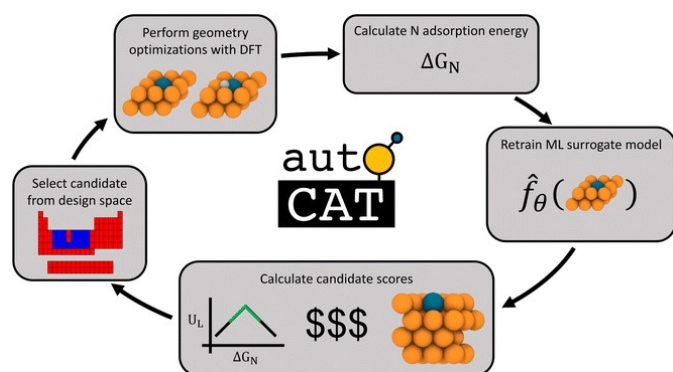 Perform geometry
optimizations with DFT
Calculate N adsorption energy
ΔG_N
Retrain ML surrogate model
f̂_θ( )
Calculate candidate scores
U_L
ΔG_N
$$$
Select candidate
from design space
aut
CAT